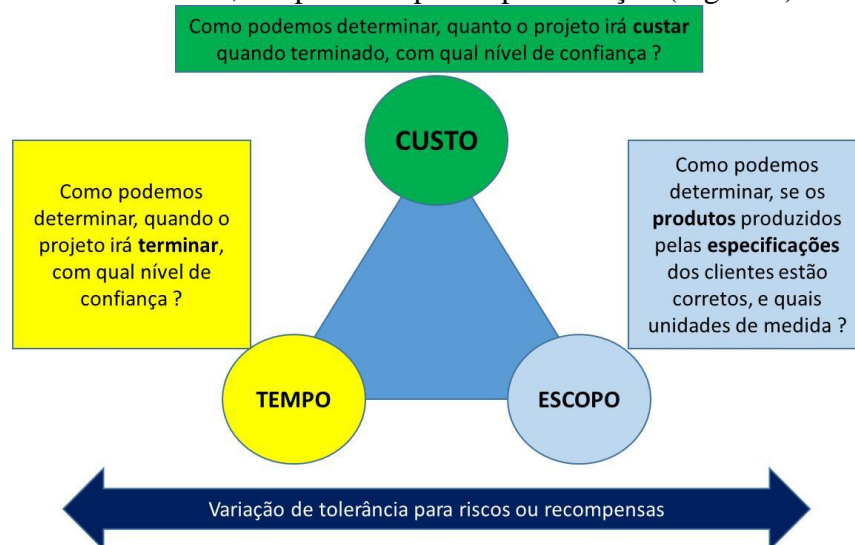 Como podemos determinar, quanto o projeto irá custar
quando terminado, com qual nível de confiança ?
CUSTO
Como podemos
determinar, quando o
projeto irá terminar,
com qual nível de
confiança ?
Como podemos
determinar, se os
produtos produzidos
pelas especificações
dos clientes estão
corretos, e quais
unidades de medida ?
TEMPO
ESCOPO
Variação de tolerância para riscos ou recompensas